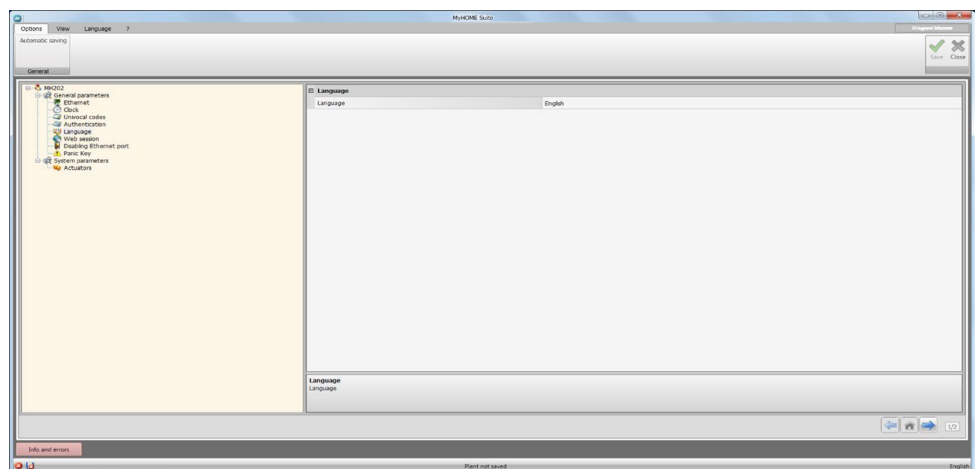 MyHOME Suite
Options View Language ?
Automatic saving
General
Save Close
MH202
General parameters
Ethernet
Clock
Univocal codes
Authentication
Language
Web session
Disabling Ethernet port
Panic Key
System parameters
Actuators
Language
Language English
Language
Language
1/2
Info and errors
Plant not saved English